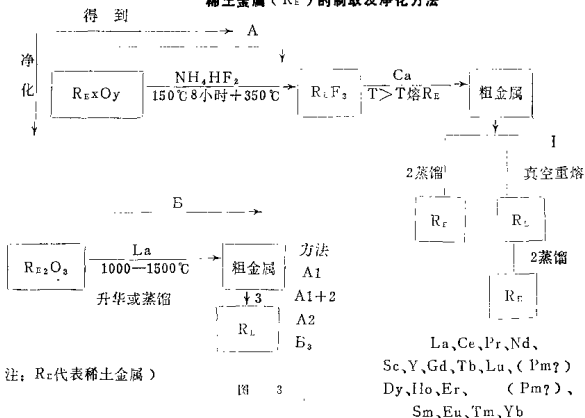 稀土金属(RE)的制取及净化方法
得到
A
净化
RExOy
NH4HF2
150℃8小时+350℃
REF3
Ca
T>T熔RE
粗金属
1
2蒸馏
真空重熔
RE
RE
2蒸馏
RE
Б
RE2O3
La
1000—1500℃
升华或蒸馏
粗金属
3
RE
方法
A1
A1+2
A2
Б3
La、Ce、Pr、Nd、
Sc、Y、Gd、Tb、Lu、(Pm?)
Dy、Ho、Er、 (Pm?)、
Sm、Eu、Tm、Yb
注:RE代表稀土金属)
图 3